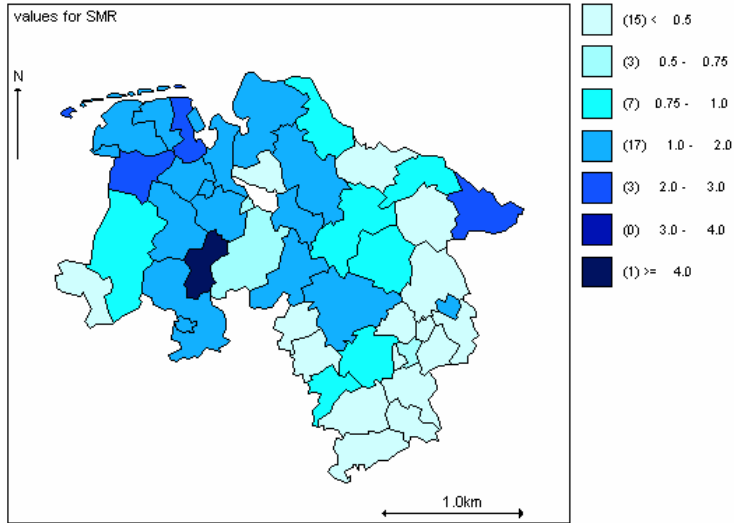 values for SMR
N
1.0km
(15) < 0.5
(3) 0.5 - 0.75
(7) 0.75 - 1.0
(17) 1.0 - 2.0
(3) 2.0 - 3.0
(0) 3.0 - 4.0
(1) >= 4.0